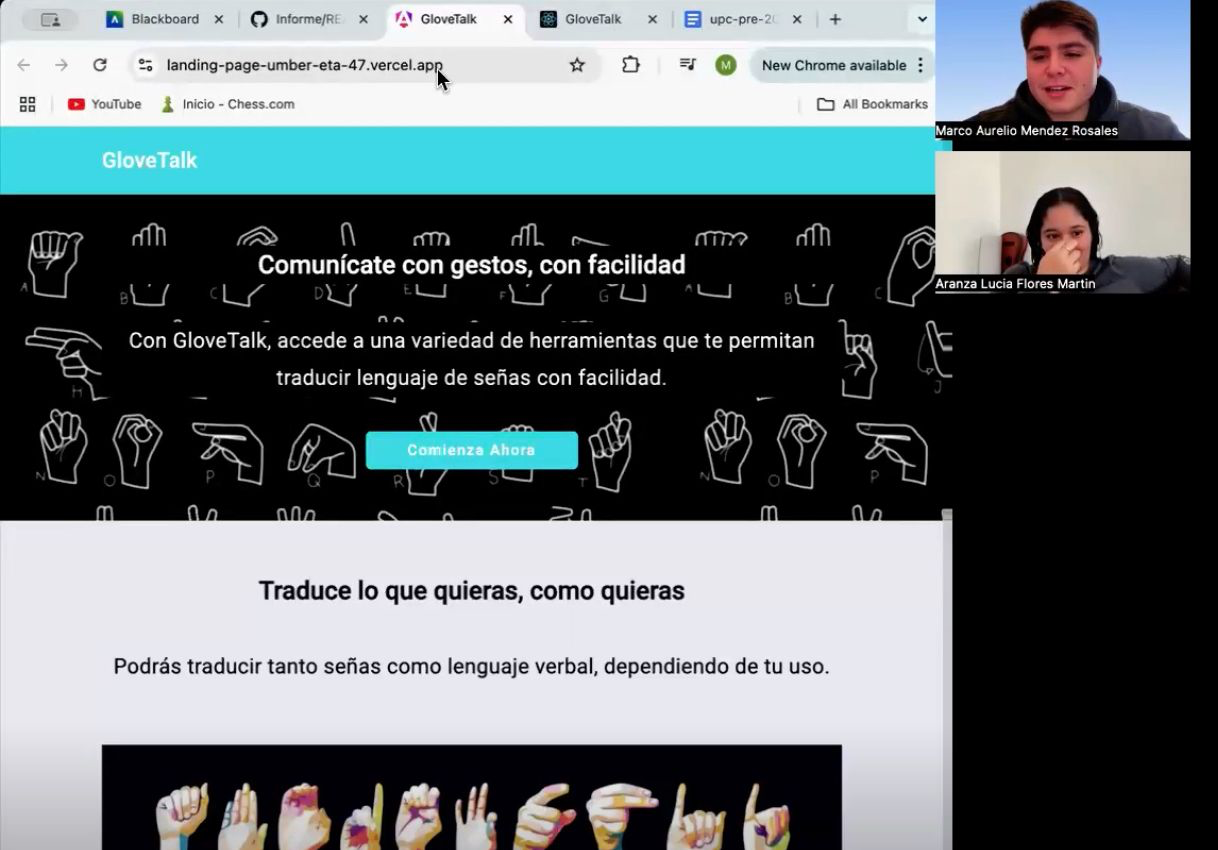 Blackboard
Informe/RE
GloveTalk
GloveTalk
upc-pre-20
landing-page-umber-eta-47.vercel.app
M
New Chrome available
YouTube
Inicio - Chess.com
All Bookmarks
GloveTalk
Comunícate con gestos, con facilidad
A B C D E F G A B C
Con GloveTalk, accede a una variedad de herramientas que te permitan
traducir lenguaje de señas con facilidad.
H J
Comienza Ahora
N O P Q R S T N O P
Traduce lo que quieras, como quieras
Podrás traducir tanto señas como lenguaje verbal, dependiendo de tu uso.
Marco Aurelio Mendez Rosales
Aranza Lucia Flores Martin